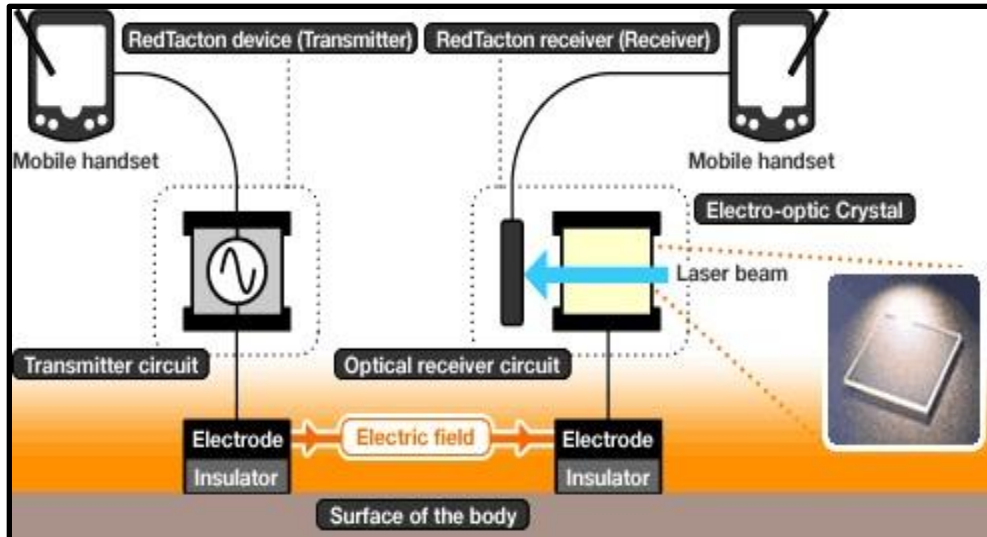 RedTacton device (Transmitter)
RedTacton receiver (Receiver)
Mobile handset
Mobile handset
Electro-optic Crystal
Laser beam
Transmitter circuit
Optical receiver circuit
Electrode
Electric field
Electrode
Insulator
Insulator
Surface of the body